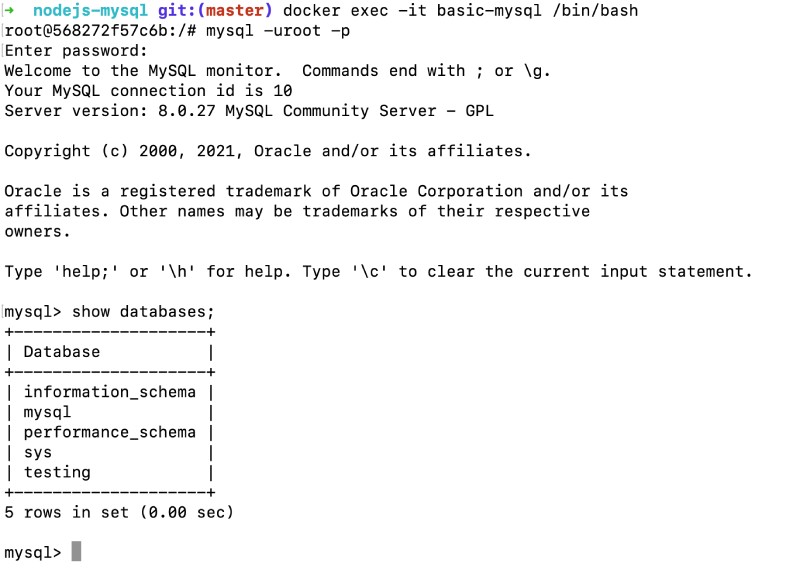 ➜  nodejs-mysql git:(master) docker exec -it basic-mysql /bin/bash
root@568272f57c6b:/# mysql -uroot -p
Enter password:
Welcome to the MySQL monitor.  Commands end with ; or \g.
Your MySQL connection id is 10
Server version: 8.0.27 MySQL Community Server - GPL

Copyright (c) 2000, 2021, Oracle and/or its affiliates.

Oracle is a registered trademark of Oracle Corporation and/or its
affiliates. Other names may be trademarks of their respective
owners.

Type 'help;' or '\h' for help. Type '\c' to clear the current input statement.

mysql> show databases;
+--------------------+
| Database           |
+--------------------+
| information_schema |
| mysql              |
| performance_schema |
| sys                |
| testing            |
+--------------------+
5 rows in set (0.00 sec)

mysql>